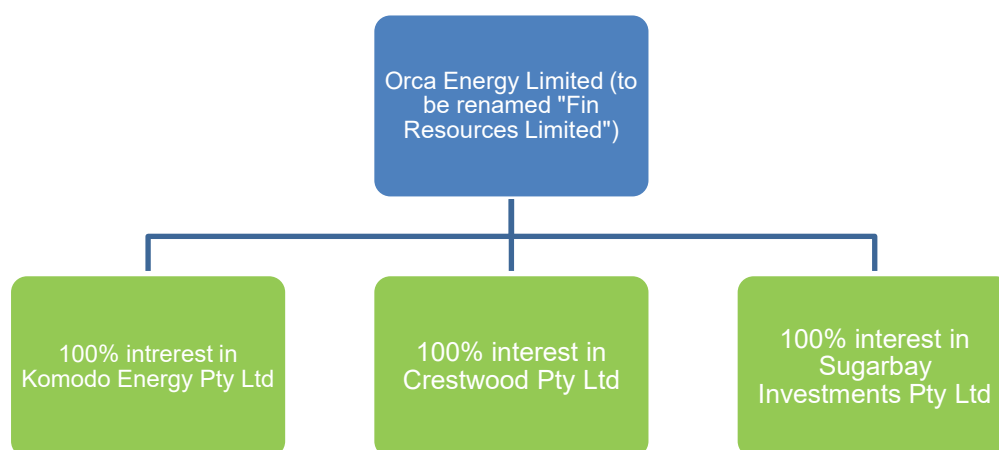 Orca Energy Limited (to
be renamed "Fin
Resources Limited")
100% intrerest in
Komodo Energy Pty Ltd
100% interest in
Crestwood Pty Ltd
100% interest in
Sugarbay
Investments Pty Ltd